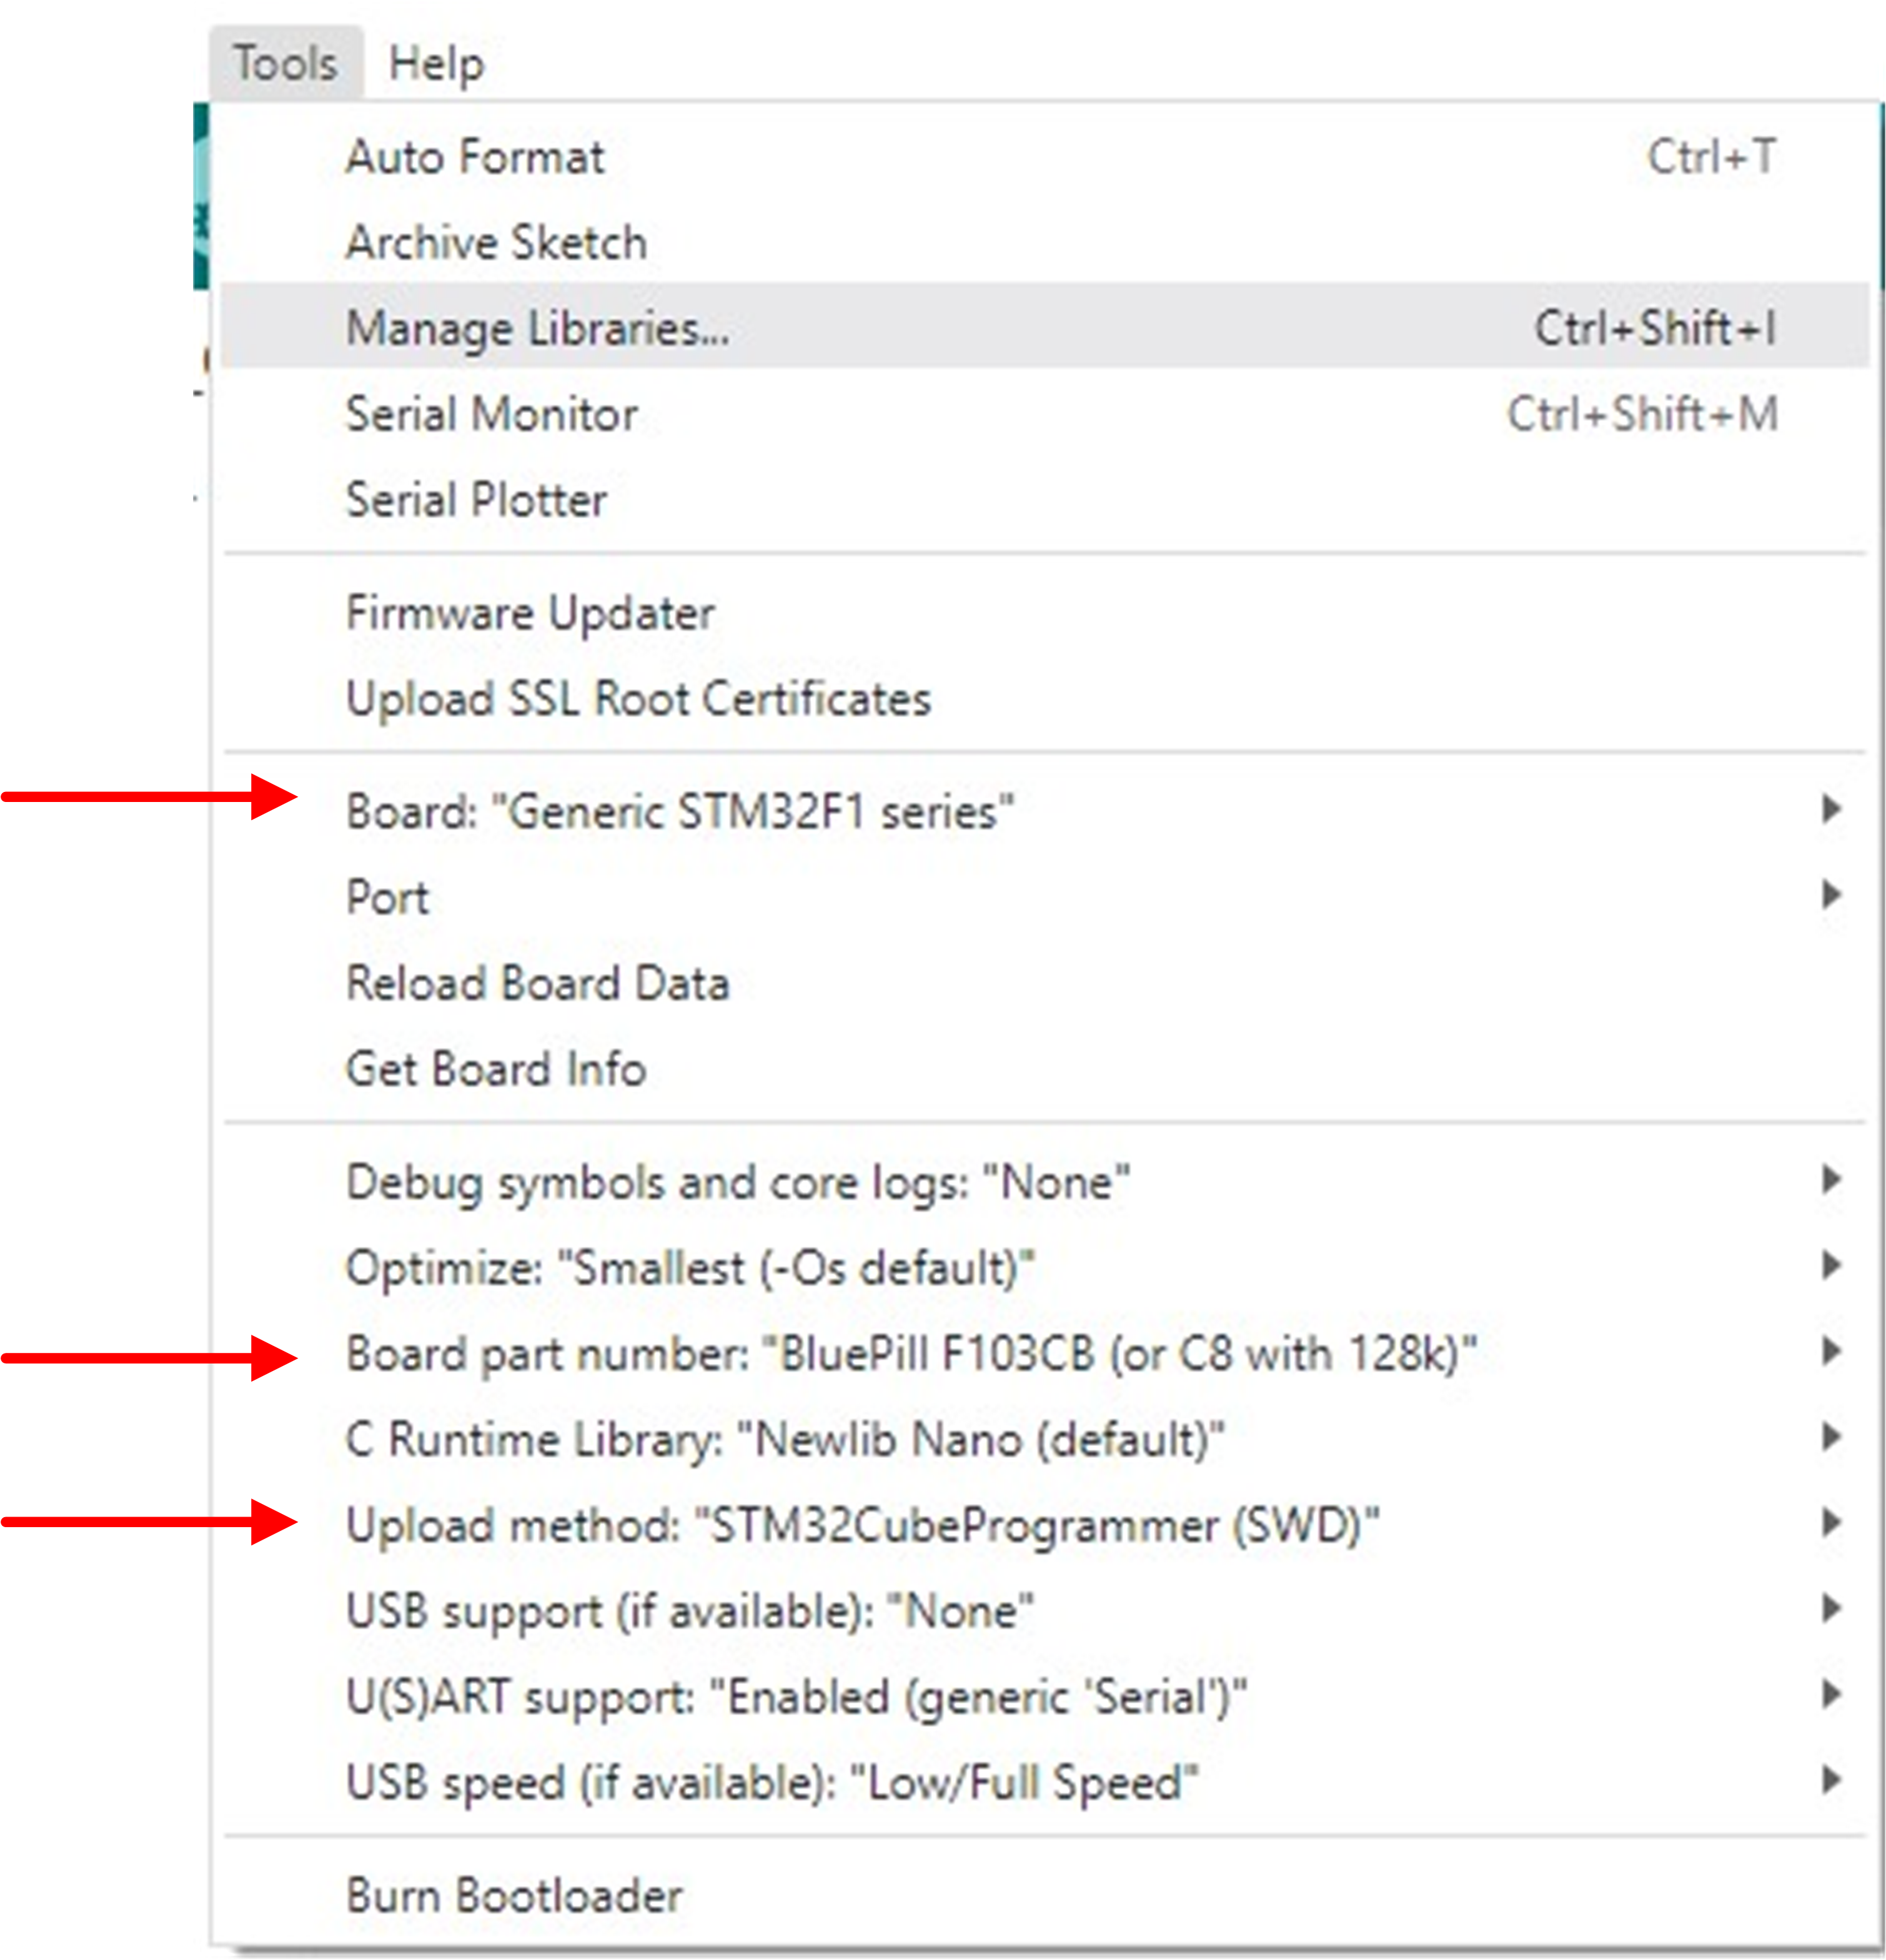 Tools Help
Auto Format Ctrl+T
Archive Sketch
Manage Libraries... Ctrl+Shift+I
Serial Monitor Ctrl+Shift+M
Serial Plotter
Firmware Updater
Upload SSL Root Certificates
Board: "Generic STM32F1 series"
Port
Reload Board Data
Get Board Info
Debug symbols and core logs: "None"
Optimize: "Smallest (-Os default)"
Board part number: "BluePill F103CB (or C8 with 128k)"
C Runtime Library: "Newlib Nano (default)"
Upload method: "STM32CubeProgrammer (SWD)"
USB support (if available): "None"
U(S)ART support: "Enabled (generic 'Serial')"
USB speed (if available): "Low/Full Speed"
Burn Bootloader